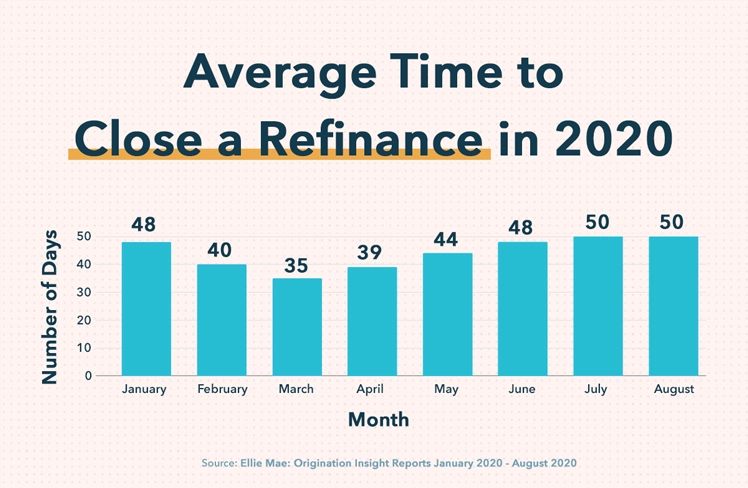 Average Time to
Close a Refinance in 2020
Number of Days
50
40
30
20
10
0
48
40
35
39
44
48
50
50
January
February
March
April
May
June
July
August
Month
Source: Ellie Mae: Origination Insight Reports January 2020 - August 2020